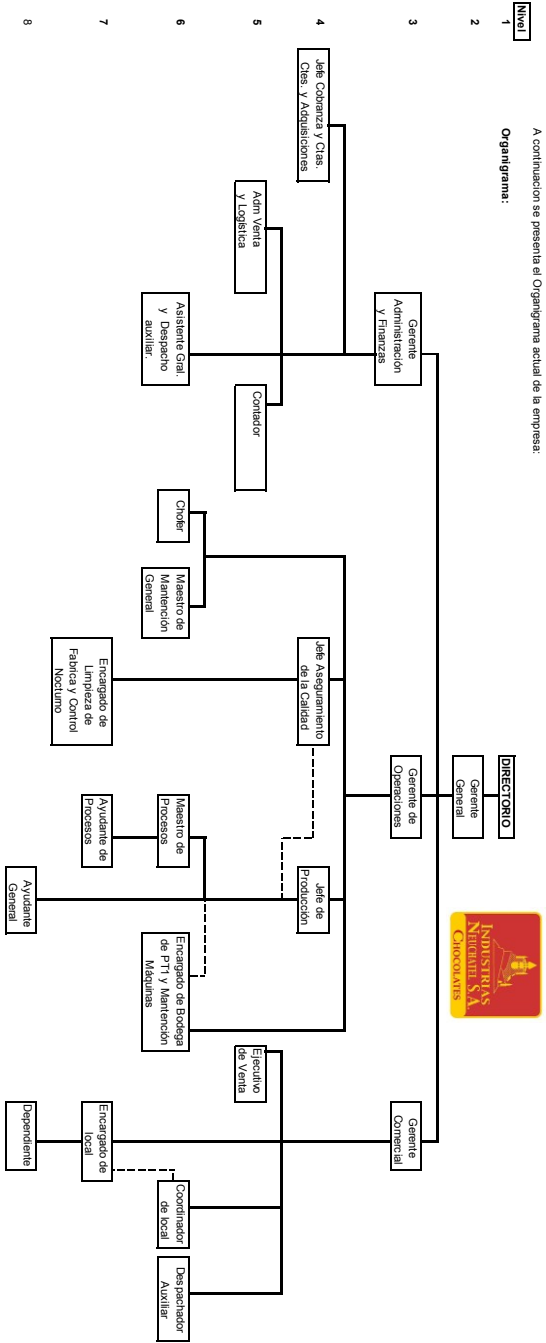 A continuacion se presenta el Organigrama actual de la empresa:
Organigrama:
Nivel
1
2
3
4
5
6
7
8
INDUSTRIAS
NEUCHATEL S.A.
CHOCOLATES
DIRECTORIO
Gerente
General
Gerente
Administración
y Finanzas
Gerente de
Operaciones
Gerente
Comercial
Jefe Cobranza y Ctas.
Ctes. y Adquisiciones
Jefe Aseguramiento
de la Calidad
Jefe de
Producción
Adm Venta
y Logística
Contador
Ejecutivo
de Venta
Asistente Gral.
y Despacho
auxiliar.
Chofer
Maestro de
Mantención
General
Maestro de
Procesos
Encargado de Bodega
de PT1 y Mantención
Máquinas
Coordinador
de local
Despachador
Auxiliar
Encargado de
Limpieza de
Fabrica y Control
Nocturno
Ayudante de
Procesos
Encargado de
local
Ayudante
General
Dependiente